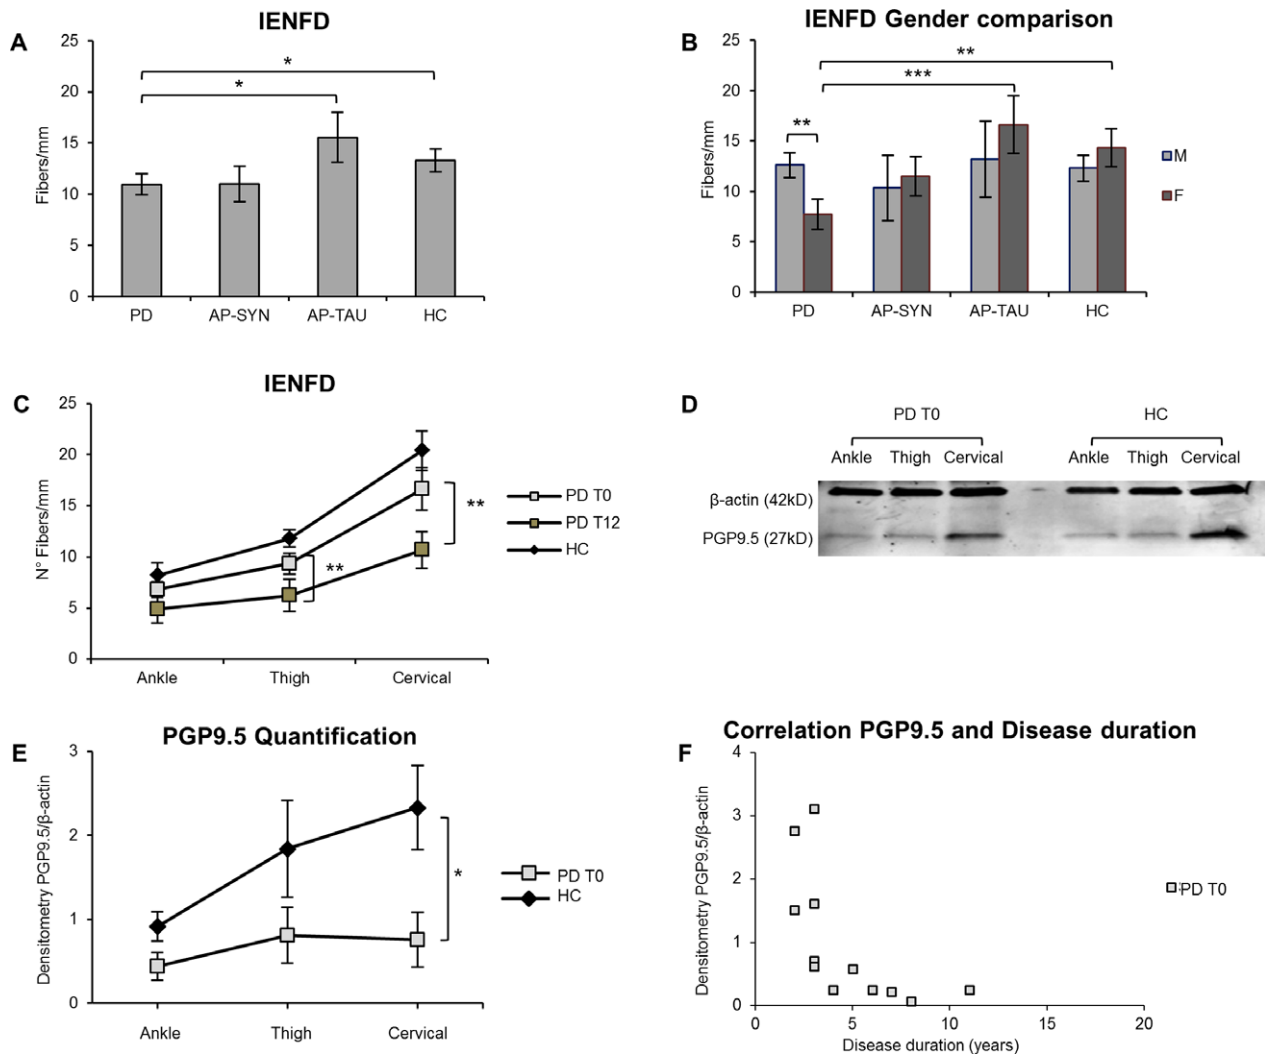 A
IENFD
Fibers/mm
25
20
15
10
5
0
*
*
PD AP-SYN AP-TAU HC
B
IENFD Gender comparison
Fibers/mm
25
20
15
10
5
0
**
***
**
PD AP-SYN AP-TAU HC
M
F
C
IENFD
N° Fibers/mm
25
20
15
10
5
0
**
**
Ankle Thigh Cervical
PD T0
PD T12
HC
D
PD T0 HC
Ankle Thigh Cervical Ankle Thigh Cervical
β-actin (42kD)
PGP9.5 (27kD)
E
PGP9.5 Quantification
Densitometry PGP9.5/β-actin
3
2
1
0
*
Ankle Thigh Cervical
PD T0
HC
F
Correlation PGP9.5 and Disease duration
Densitometry PGP9.5/β-actin
4
3
2
1
0
0 5 10 15 20
Disease duration (years)
PD T0